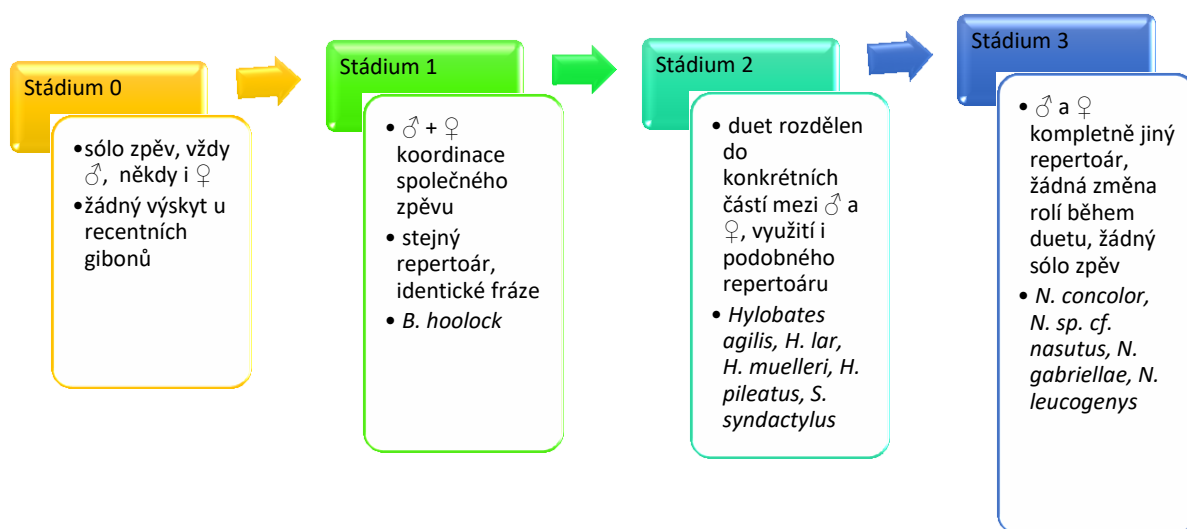 Stádium 0
•sólo zpěv, vždy
♂, někdy i ♀
•žádný výskyt u
recentních
gibonů
Stádium 1
• ♂ + ♀
koordinace
společného
zpěvu
• stejný
repertoár,
identické fráze
• B. hoolock
Stádium 2
• duet rozdělen
do
konkrétních
částí mezi ♂ a
♀, využití i
podobného
repertoáru
• Hylobates
agilis, H. lar,
H. muelleri, H.
pileatus, S.
syndactylus
Stádium 3
• ♂ a ♀
kompletně jiný
repertoár,
žádná změna
rolí během
duetu, žádný
sólo zpěv
• N. concolor,
N. sp. cf.
nasutus, N.
gabriellae, N.
leucogenys